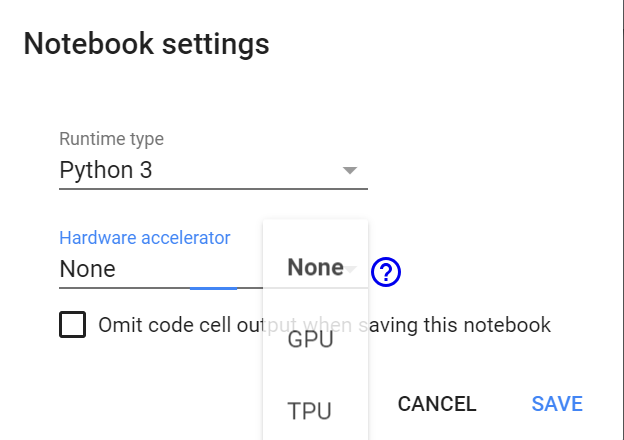 Notebook settings
Runtime type
Python 3
Hardware accelerator
None
None
?
GPU
TPU
Omit code cell output when saving this notebook
CANCEL
SAVE